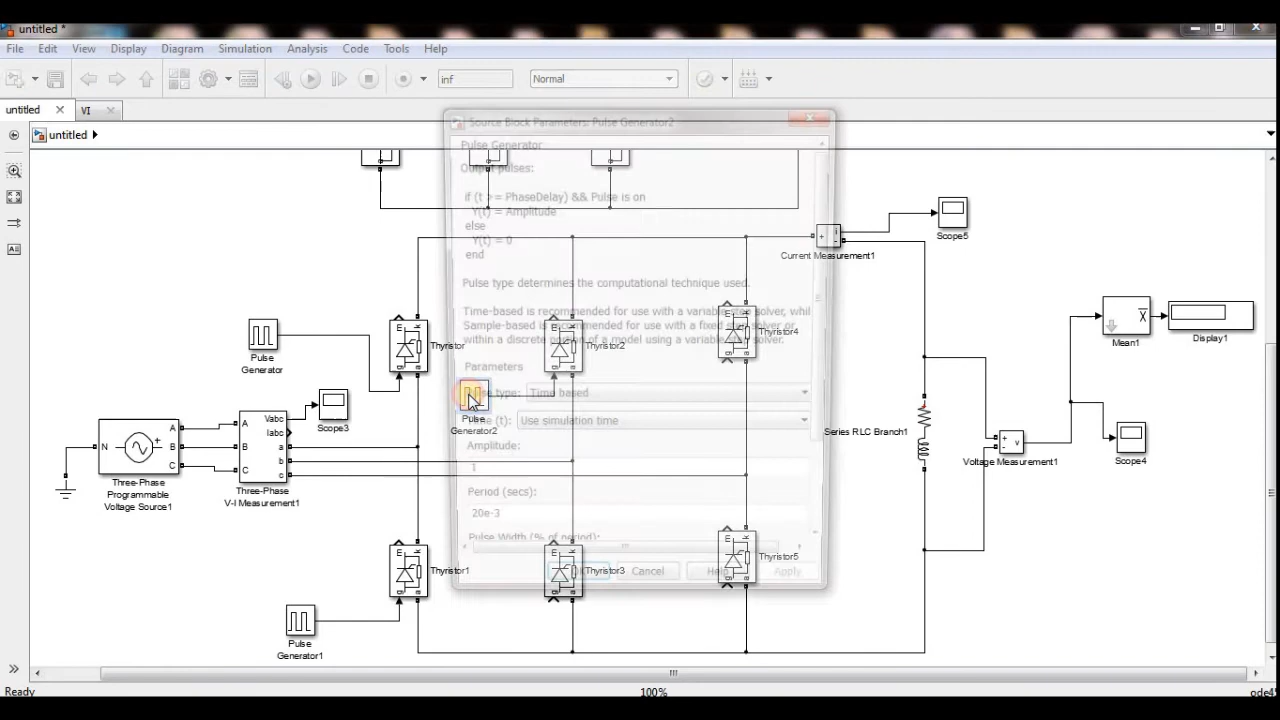 untitled *
File Edit View Display Diagram Simulation Analysis Code Tools Help
inf
Normal
untitled
VI
untitled
Source Block Parameters: Pulse Generator2
Pulse Generator
Output pulses:
if (t >= PhaseDelay) && Pulse is on
Y(t) = Amplitude
else
Y(t) = 0
end
Pulse type determines the computational technique used.
Time-based is recommended for use with a variable step solver, whil
Sample-based is recommended for use with a fixed step solver or
within a discrete portion of a model using a variable step solver.
Parameters
type: Time based
(t): Use simulation time
Amplitude:
1
Period (secs):
20e-3
Pulse Width (% of period):
Cancel
Help
Apply
Scope5
i
+
-
Current Measurement1
Pulse
Generator
m
k
g
a
Thyristor
m
k
g
a
Thyristor2
m
k
g
a
Thyristor4
Mean1
Display1
Pulse
Generator2
Scope3
N
A
B
C
Three-Phase
Programmable
Voltage Source1
A
B
C
Vabc
Iabc
a
b
c
Three-Phase
V-I Measurement1
Series RLC Branch1
+
-
v
Voltage Measurement1
Scope4
m
k
g
a
Thyristor1
m
k
g
a
Thyristor3
m
k
g
a
Thyristor5
Pulse
Generator1
Ready
100%
ode45